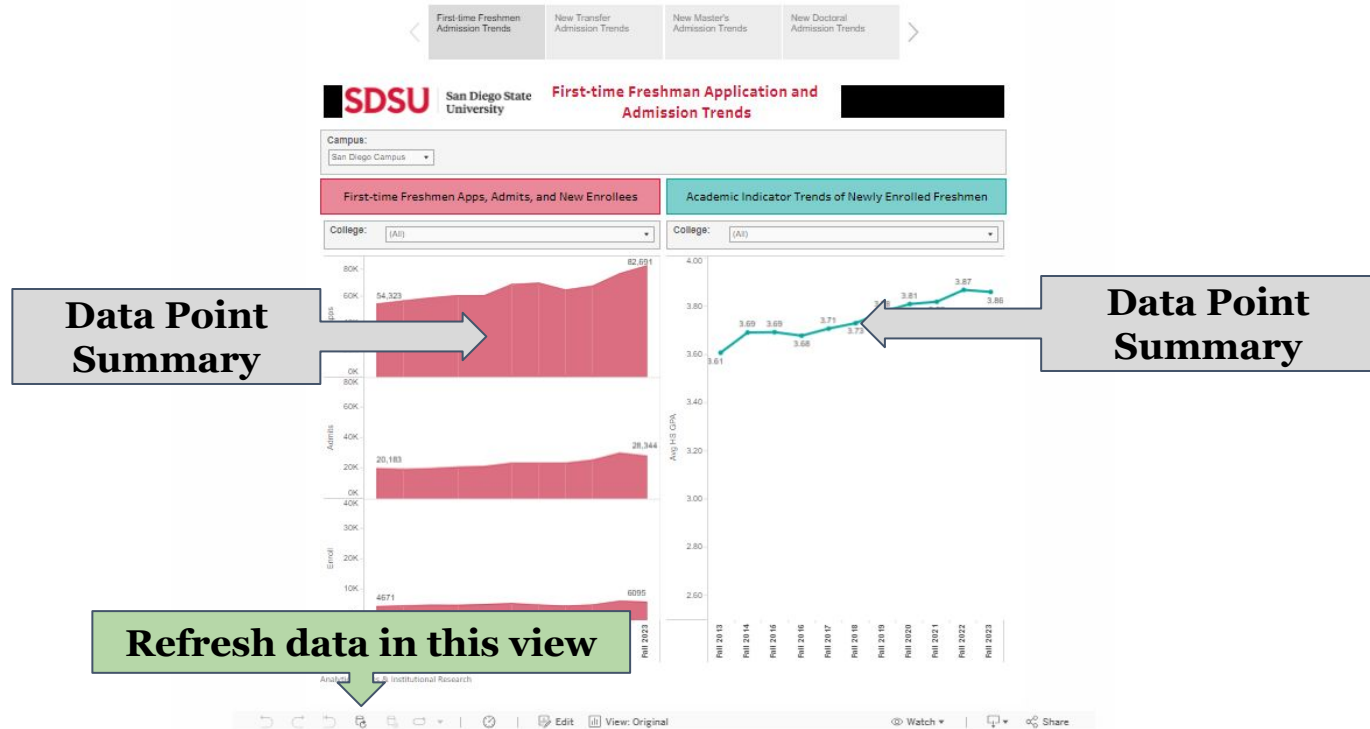 First-time Freshmen
Admission Trends
New Transfer
Admission Trends
New Master's
Admission Trends
New Doctoral
Admission Trends
SDSU
San Diego State
University
First-time Freshman Application and
Admission Trends
Campus:
San Diego Campus
First-time Freshmen Apps, Admits, and New Enrollees
Academic Indicator Trends of Newly Enrolled Freshmen
College:
(All)
College:
(All)
80K
60K
0K
54,323
82,691
Data Point
Summary
80K
60K
40K
20K
0K
Admits
20,183
28,344
40K
30K
20K
10K
Enroll
4671
6095
Fall 2023
4.00
3.80
3.60
3.40
3.20
3.00
2.80
2.60
Avg HS GPA
3.61
3.69
3.69
3.68
3.71
3.73
3.81
3.87
3.86
Data Point
Summary
Fall 2013
Fall 2014
Fall 2015
Fall 2016
Fall 2017
Fall 2018
Fall 2019
Fall 2020
Fall 2021
Fall 2022
Fall 2023
Refresh data in this view
& Institutional Research
Edit
View: Original
Watch
Share